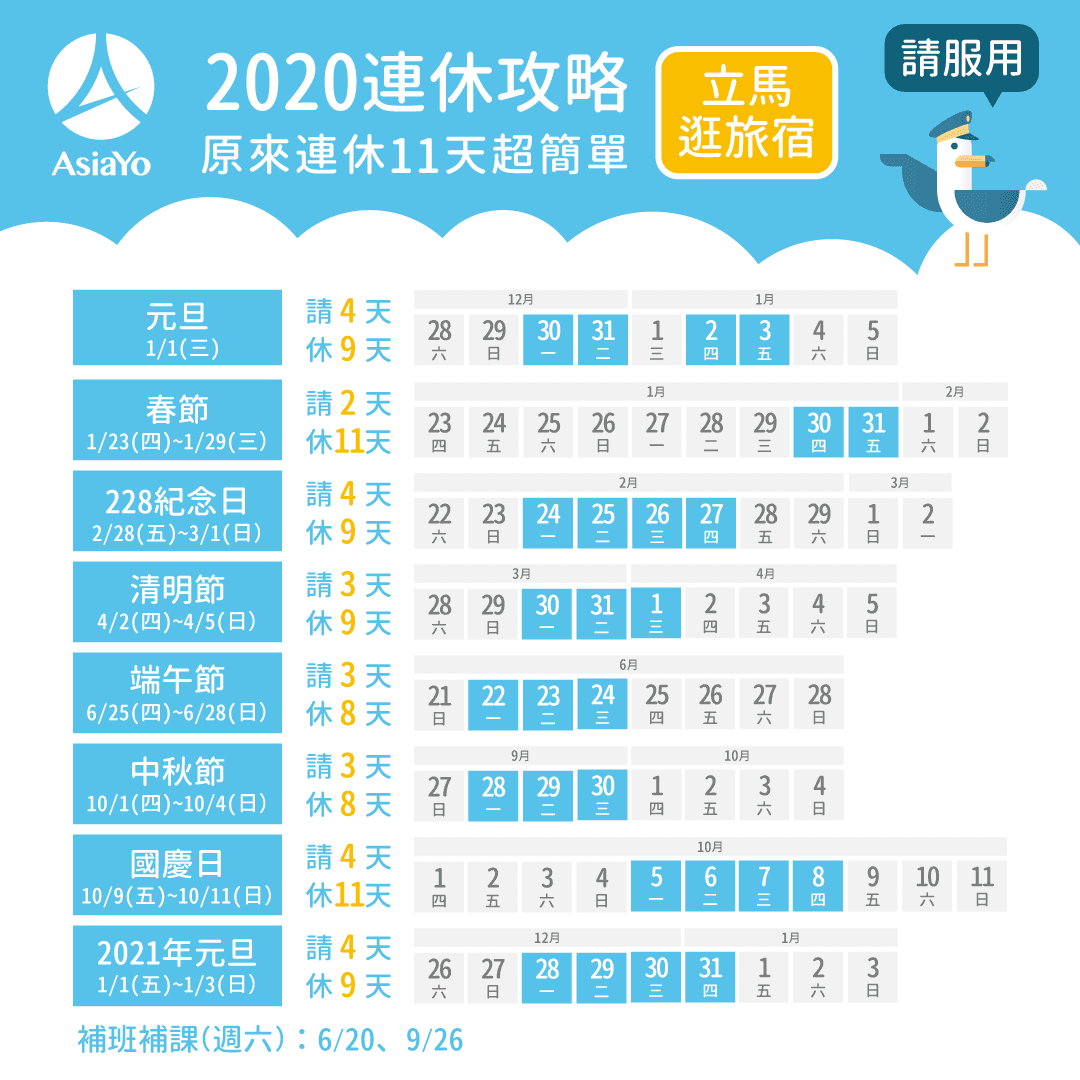 AsiaYo
2020連休攻略
原來連休11天超簡單
立馬
逛旅宿
請服用
元旦
1/1(三)
請 4 天
休 9 天
12月 1月
28 29 30 31 1 2 3 4 5
六 日 一 二 三 四 五 六 日
春節
1/23(四)~1/29(三)
請 2 天
休11天
1月 2月
23 24 25 26 27 28 29 30 31 1 2
四 五 六 日 一 二 三 四 五 六 日
228紀念日
2/28(五)~3/1(日)
請 4 天
休 9 天
2月 3月
22 23 24 25 26 27 28 29 1 2
六 日 一 二 三 四 五 六 日 一
清明節
4/2(四)~4/5(日)
請 3 天
休 9 天
3月 4月
28 29 30 31 1 2 3 4 5
六 日 一 二 三 四 五 六 日
端午節
6/25(四)~6/28(日)
請 3 天
休 8 天
6月
21 22 23 24 25 26 27 28
日 一 二 三 四 五 六 日
中秋節
10/1(四)~10/4(日)
請 3 天
休 8 天
9月 10月
27 28 29 30 1 2 3 4
日 一 二 三 四 五 六 日
國慶日
10/9(五)~10/11(日)
請 4 天
休11天
10月
1 2 3 4 5 6 7 8 9 10 11
四 五 六 日 一 二 三 四 五 六 日
2021年元旦
1/1(五)~1/3(日)
請 4 天
休 9 天
12月 1月
26 27 28 29 30 31 1 2 3
六 日 一 二 三 四 五 六 日
補班補課(週六)：6/20、9/26